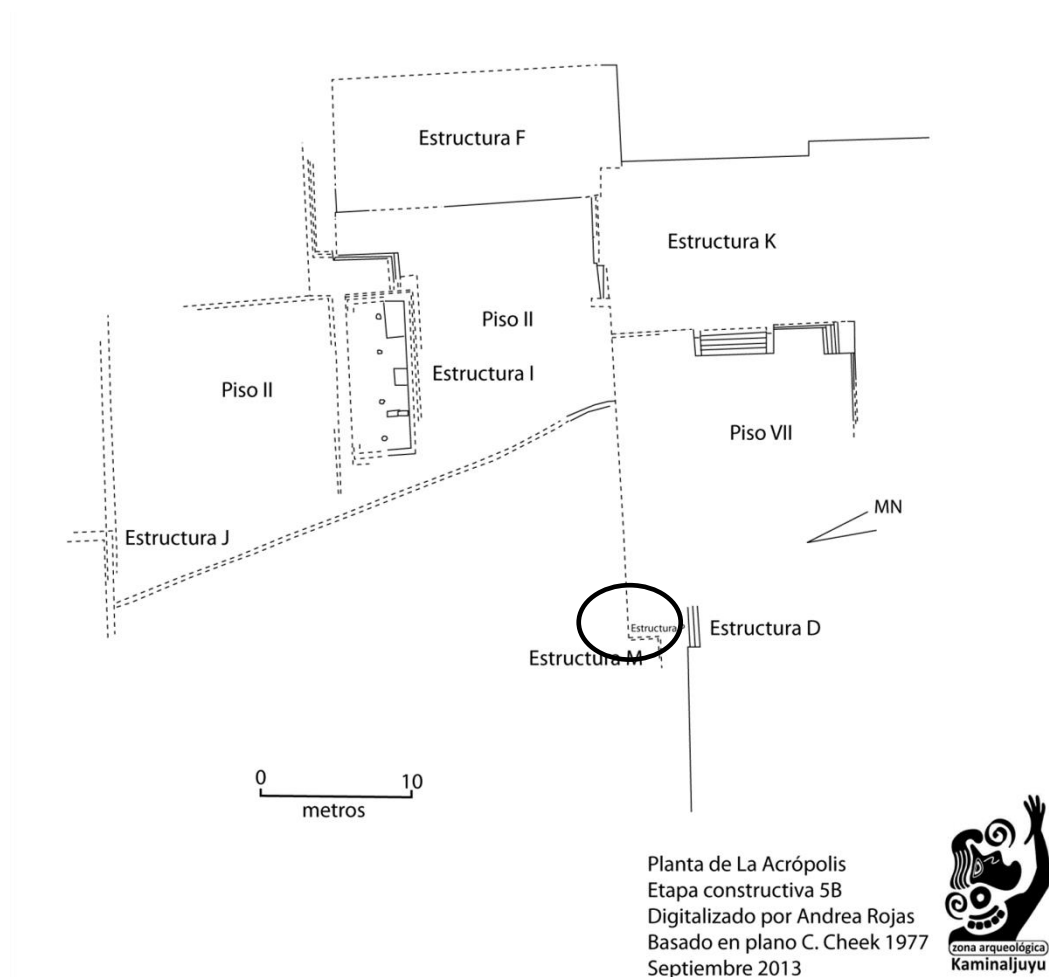 Estructura F
Estructura K
Piso II
Estructura I
Piso II
Piso VII
MN
Estructura J
Estructura
Estructura D
Estructura M
0 10
metros
Planta de La Acrópolis
Etapa constructiva 5B
Digitalizado por Andrea Rojas
Basado en plano C. Cheek 1977
Septiembre 2013
zona arqueológica
Kaminaljuyu